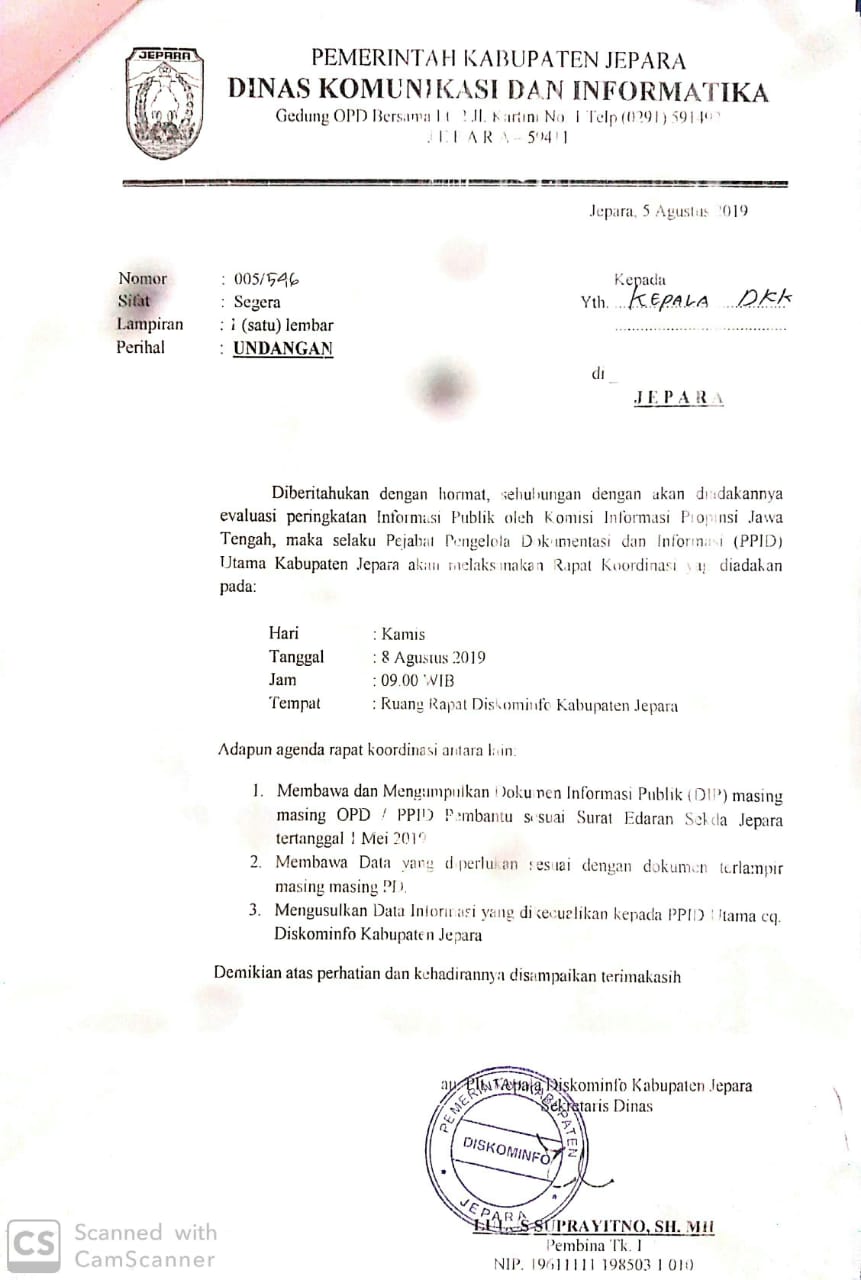 JEPARA
PEMERINTAH KABUPATEN JEPARA
DINAS KOMUNIKASI DAN INFORMATIKA
Gedung OPD Bersama Jl. Kartini No. 1 Telp (0291)
JEPARA - 59411
Jepara, 5 Agustus 2019
Nomor : 005/546
Sifat : Segera
Lampiran : 1 (satu) lembar
Perihal : UNDANGAN
Kepada
Yth. KEPALA DKK
di
JEPARA
Diberitahukan dengan hormat, sehubungan dengan akan diadakannya
evaluasi peringkatan Informasi Publik oleh Komisi Informasi Propinsi Jawa
Tengah, maka selaku Pejabat Pengelola Dokumentasi dan Informasi (PPID)
Utama Kabupaten Jepara akan melaksanakan Rapat Koordinasi yg diadakan
pada:
Hari : Kamis
Tanggal : 8 Agustus 2019
Jam : 09.00 WIB
Tempat : Ruang Rapat Diskominfo Kabupaten Jepara
Adapun agenda rapat koordinasi antara lain:
1. Membawa dan Mengumpulkan Dokumen Informasi Publik (DIP) masing
masing OPD / PPID Pembantu sesuai Surat Edaran Sekda Jepara
tertanggal 1 Mei 2019
2. Membawa Data yang diperlukan sesuai dengan dokumen terlampir
masing masing PD.
3. Mengusulkan Data Informasi yang dikecualikan kepada PPID Utama cq.
Diskominfo Kabupaten Jepara
Demikian atas perhatian dan kehadirannya disampaikan terimakasih
an. Plt. Kepala Diskominfo Kabupaten Jepara
Sekretaris Dinas
PEMERINTAH KABUPATEN
DISKOMINFO
JEPARA
SUPRAYITNO, SH. MH
Pembina Tk. I
NIP. 19611111 198503 1 010
CS Scanned with
CamScanner